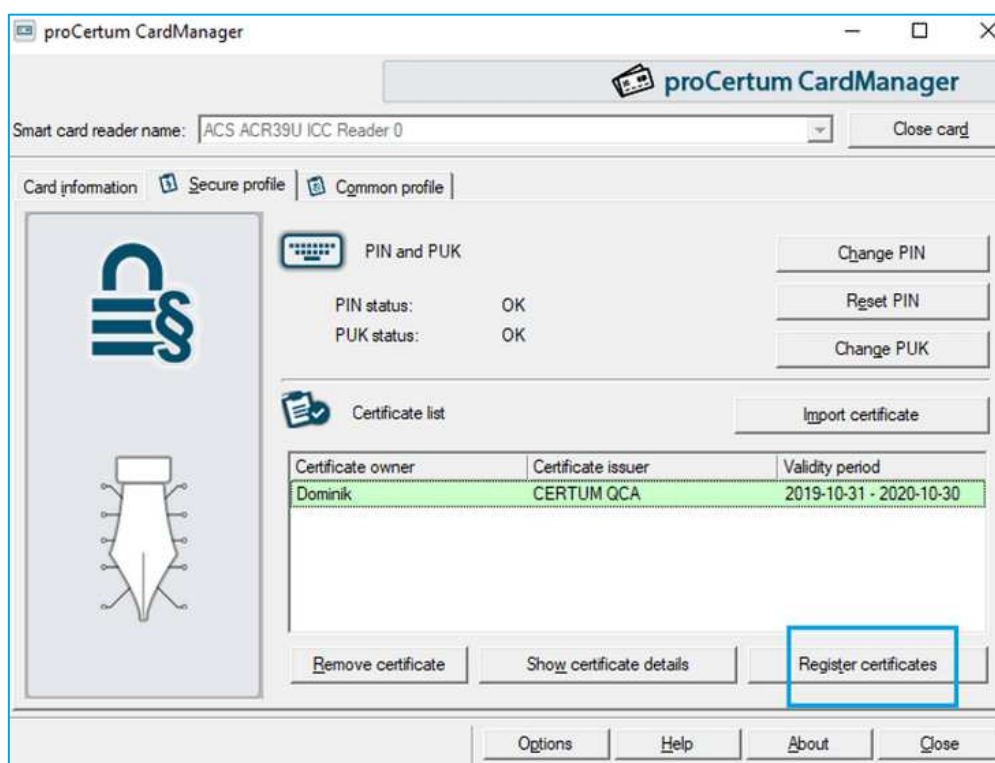 proCertum CardManager
proCertum CardManager
Smart card reader name: ACS ACR39U ICC Reader 0 Close card
Card information Secure profile Common profile
PIN and PUK Change PIN
PIN status: OK Reset PIN
PUK status: OK Change PUK
Certificate list Import certificate
Certificate owner Certificate issuer Validity period
Dominik CERTUM QCA 2019-10-31 - 2020-10-30
Remove certificate Show certificate details Register certificates
Options Help About Close